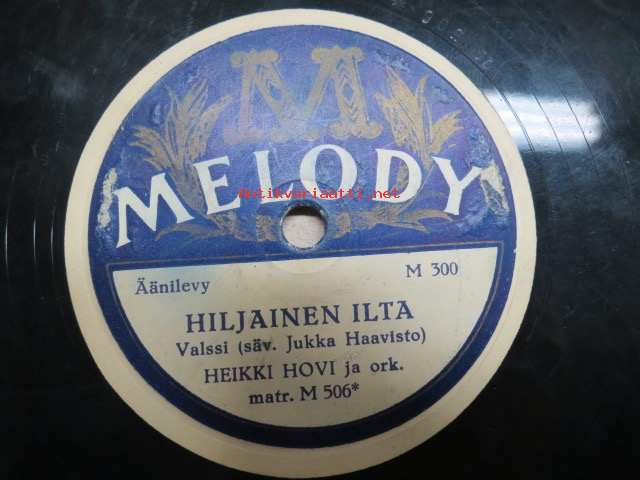 M
MELODY
Antikvariaatti.net
Äänilevy M 300
HILJAINEN ILTA
Valssi (säv. Jukka Haavisto)
HEIKKI HOVI ja ork.
matr. M 506*